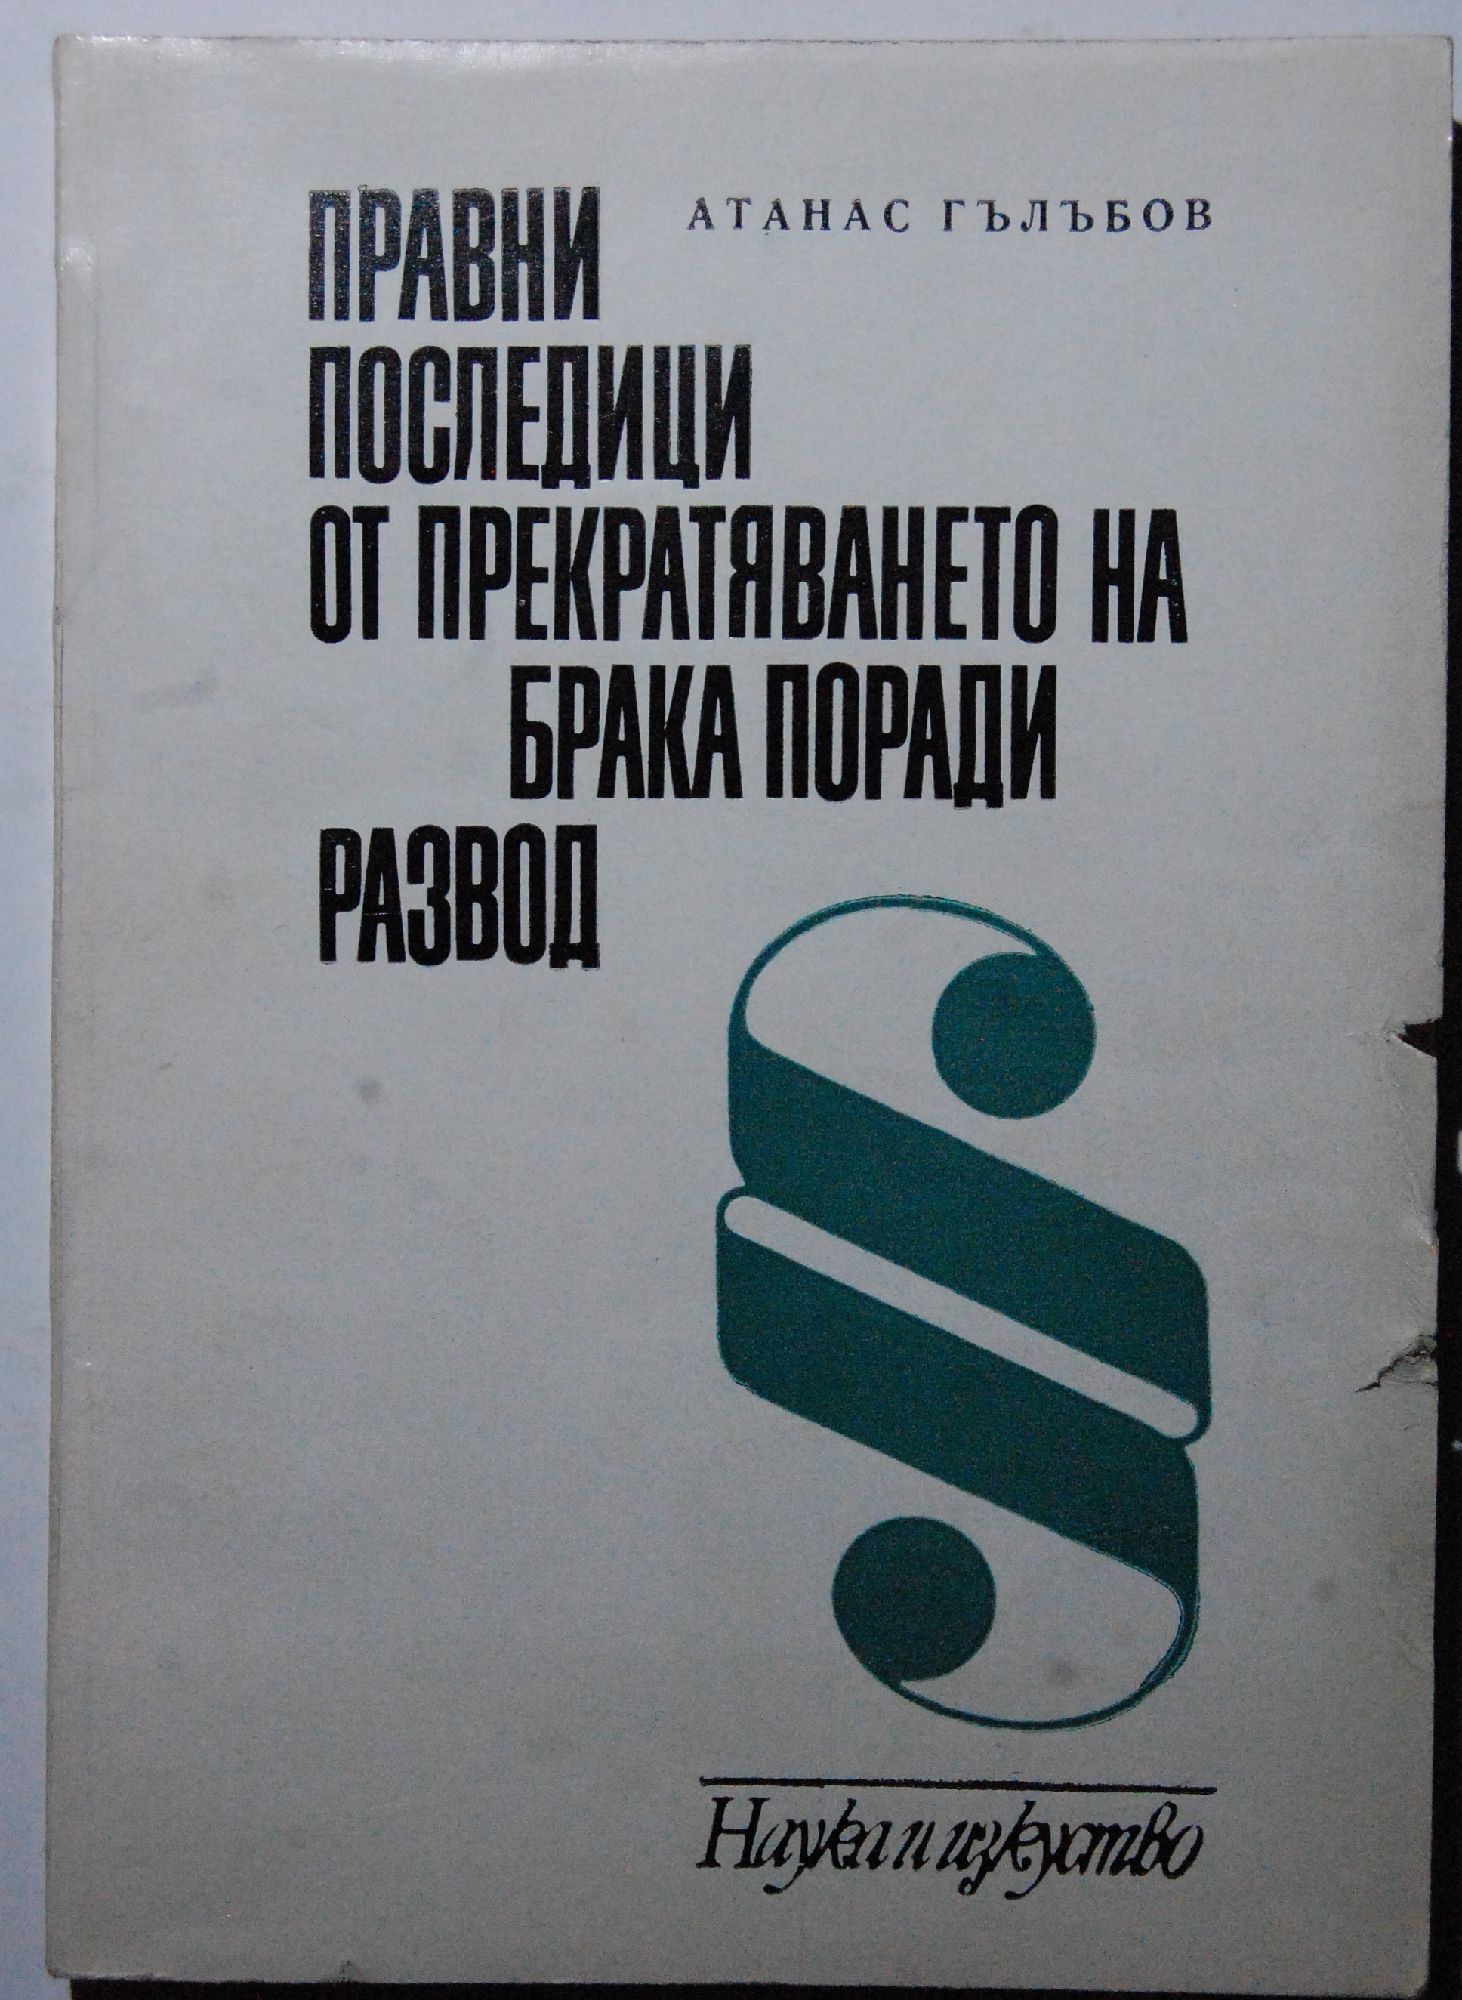 АТАНАС ГЪЛЪБОВ
ПРАВНИ
ПОСЛЕДИЦИ
ОТ ПРЕКРАТЯВАНЕТО НА
БРАКА ПОРАДИ
РАЗВОД
§
Наука и изкуство